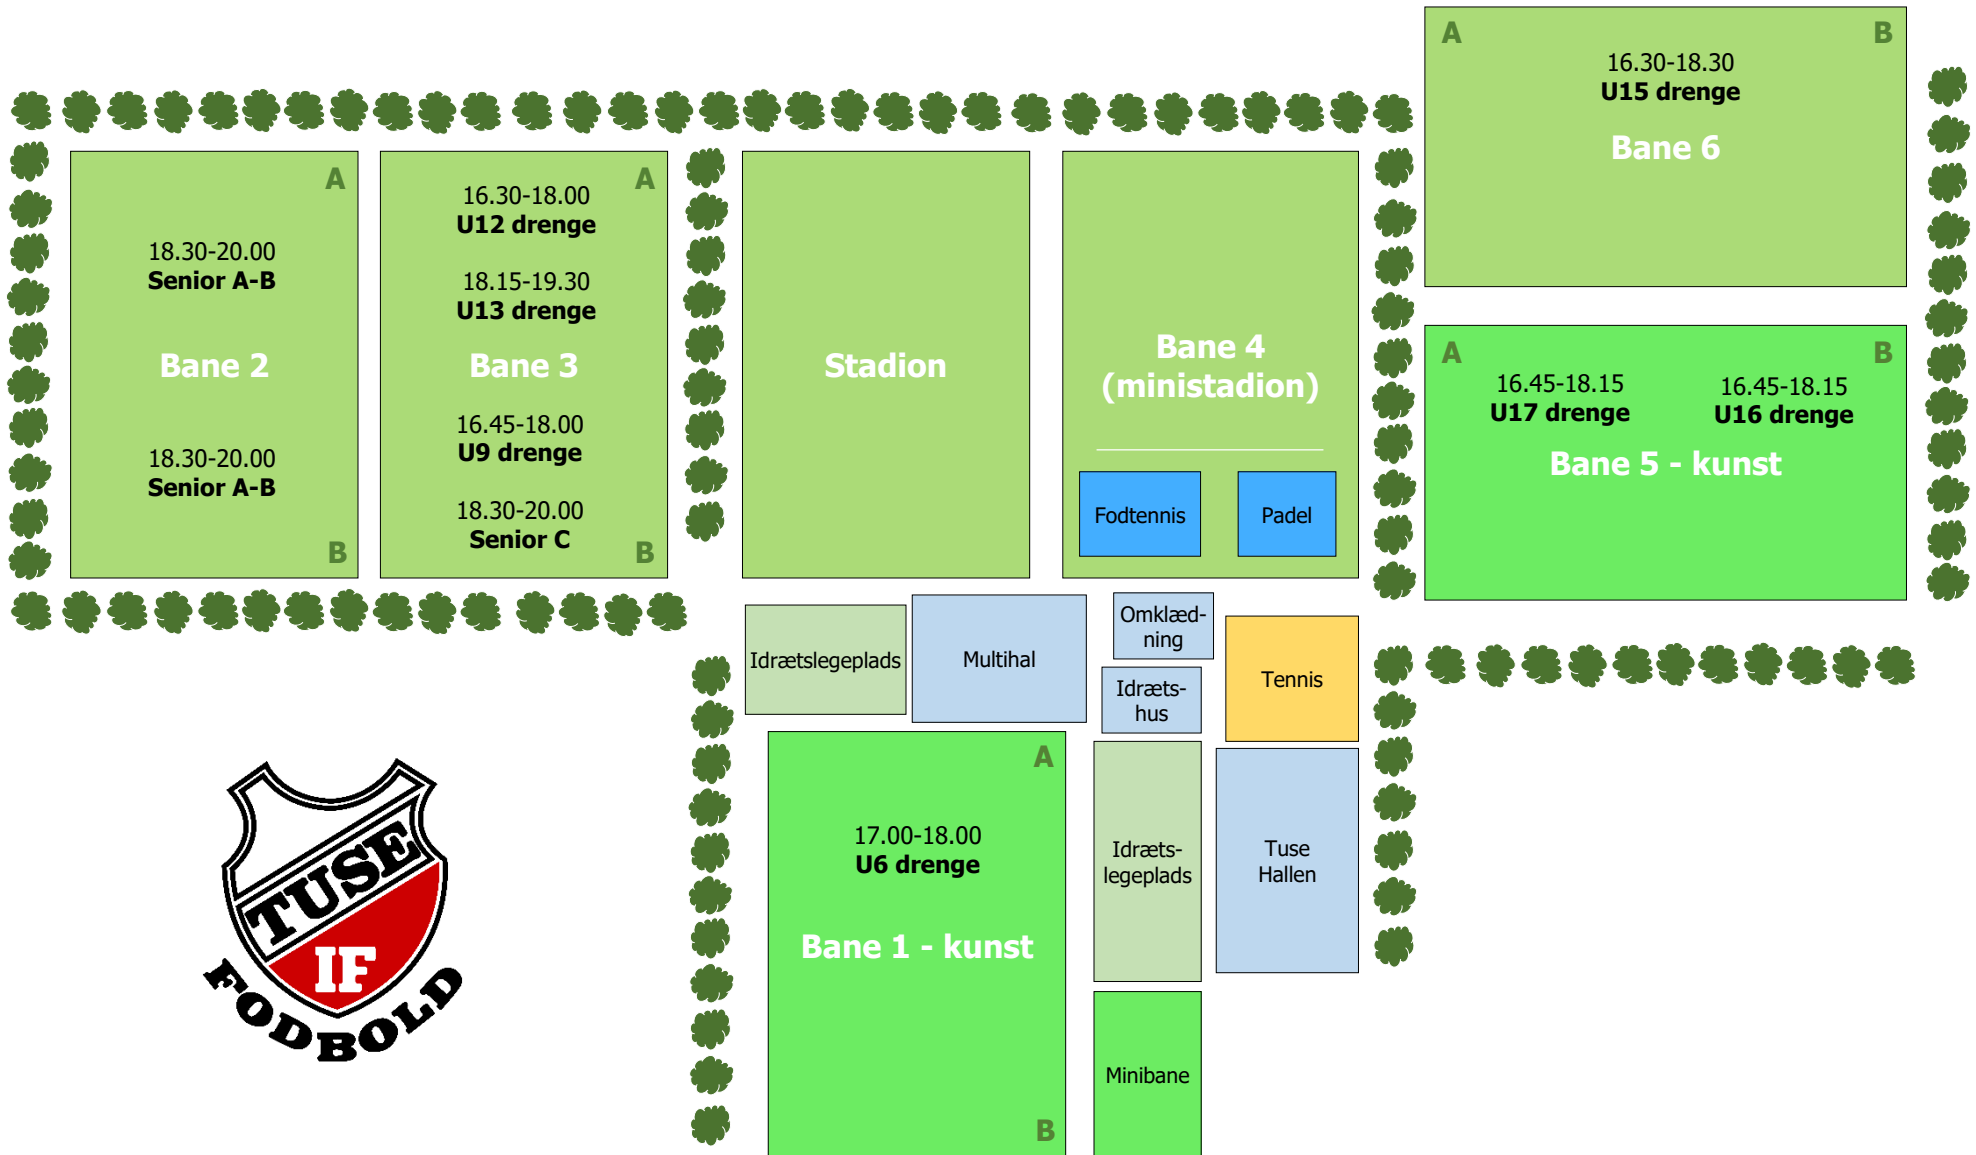 A
B
16.30-18.30
U15 drenge
Bane 6
A
18.30-20.00
Senior A-B
Bane 2
18.30-20.00
Senior A-B
B
A
16.30-18.00
U12 drenge
18.15-19.30
U13 drenge
Bane 3
16.45-18.00
U9 drenge
18.30-20.00
Senior C
B
Stadion
Bane 4
(ministadion)
Fodtennis
Padel
A
B
16.45-18.15
U17 drenge
16.45-18.15
U16 drenge
Bane 5 - kunst
Idrætslegeplads
Multihal
Omklæd-
ning
Idræts-
hus
Tennis
A
17.00-18.00
U6 drenge
Bane 1 - kunst
B
Idræts-
legeplads
Tuse
Hallen
Minibane
TUSE
IF
FODBOLD